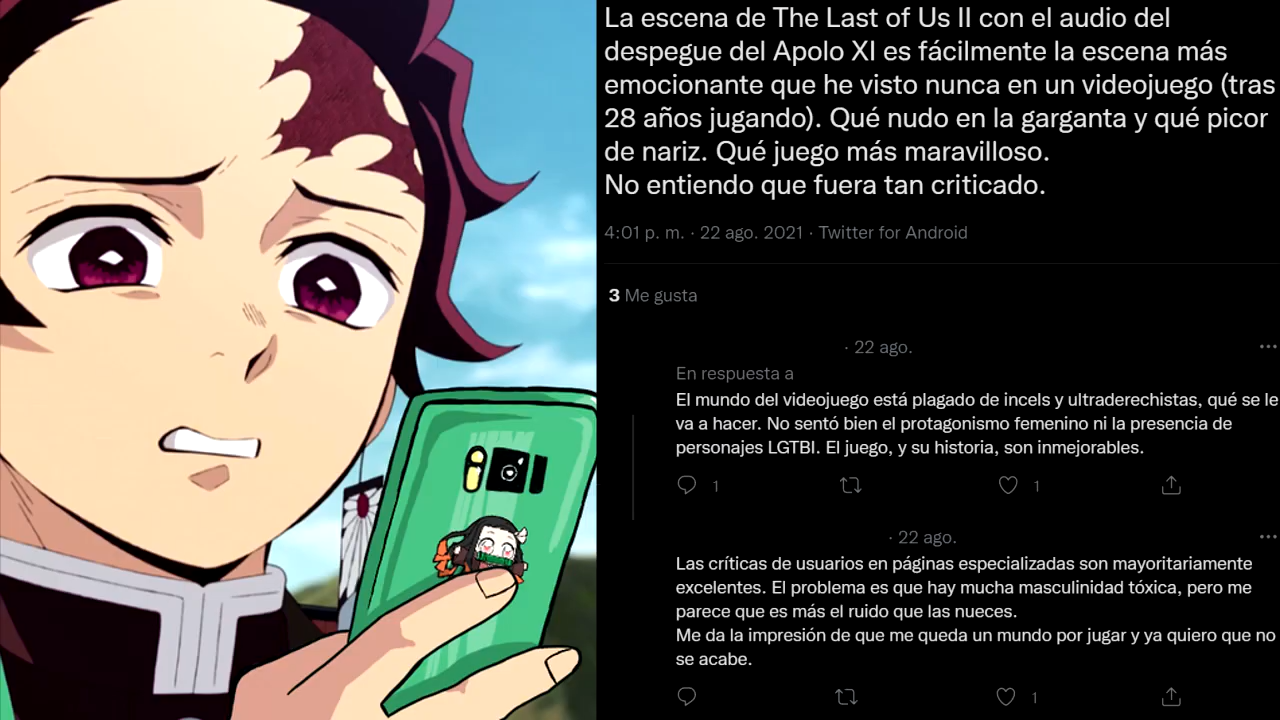 La escena de The Last of Us II con el audio del
despegue del Apolo XI es fácilmente la escena más
emocionante que he visto nunca en un videojuego (tras
28 años jugando). Qué nudo en la garganta y qué picor
de nariz. Qué juego más maravilloso.
No entiendo que fuera tan criticado.
4:01 p. m. · 22 ago. 2021 · Twitter for Android
3 Me gusta
· 22 ago.
En respuesta a
El mundo del videojuego está plagado de incels y ultraderechistas, qué se le
va a hacer. No sentó bien el protagonismo femenino ni la presencia de
personajes LGTBI. El juego, y su historia, son inmejorables.
1 1
· 22 ago.
Las críticas de usuarios en páginas especializadas son mayoritariamente
excelentes. El problema es que hay mucha masculinidad tóxica, pero me
parece que es más el ruido que las nueces.
Me da la impresión de que me queda un mundo por jugar y ya quiero que no
se acabe.
1